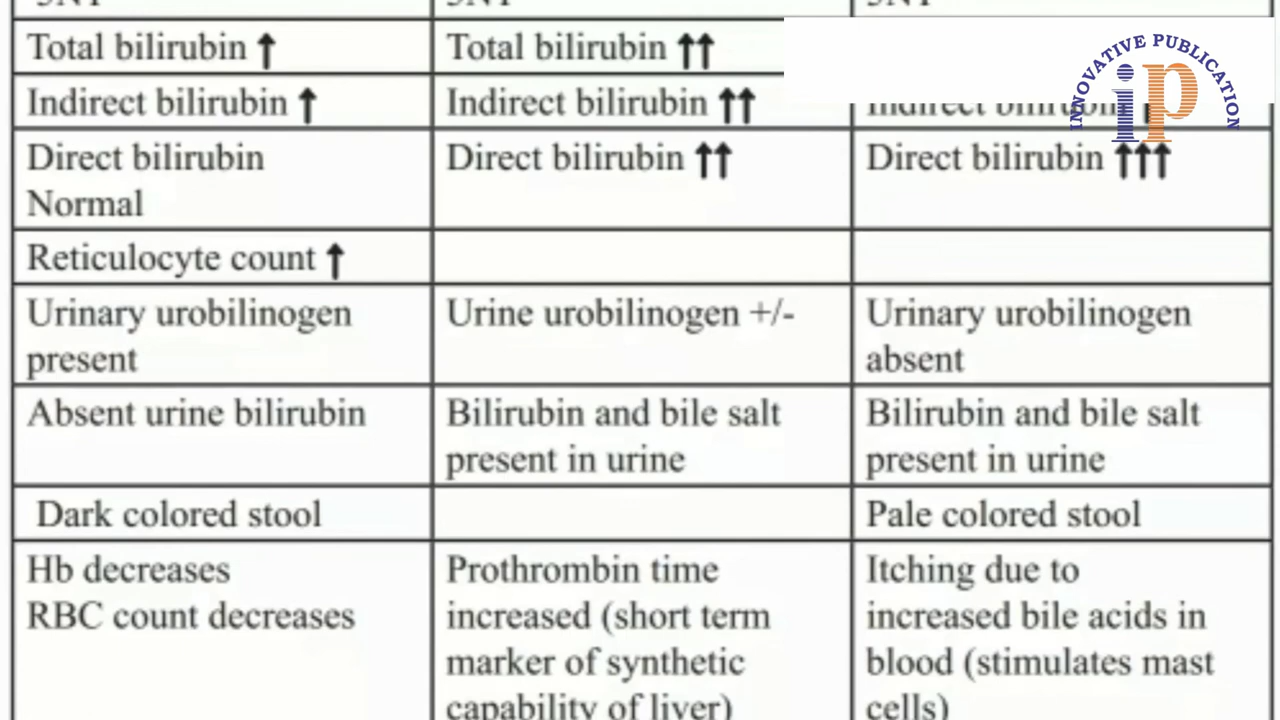 Total bilirubin ↑
Total bilirubin ↑↑
Indirect bilirubin ↑
ndirect bilirubin ↑↑
Indirect bilirubin
Direct bilirubin
Normal
Direct bilirubin ↑↑
Direct bilirubin ↑↑↑
Reticulocyte count ↑
Urinary urobilinogen
present
Urine urobilinogen +/-
Urinary urobilinogen
absent
Absent urine bilirubin
Bilirubin and bile salt
present in urine
Bilirubin and bile salt
present in urine
Dark colored stool
Pale colored stool
Hb decreases
RBC count decreases
Prothrombin time
increased (short term
marker of synthetic
capability of liver)
Itching due to
increased bile acids in
blood (stimulates mast
cells)
INNOVATIVE PUBLICATION
ip